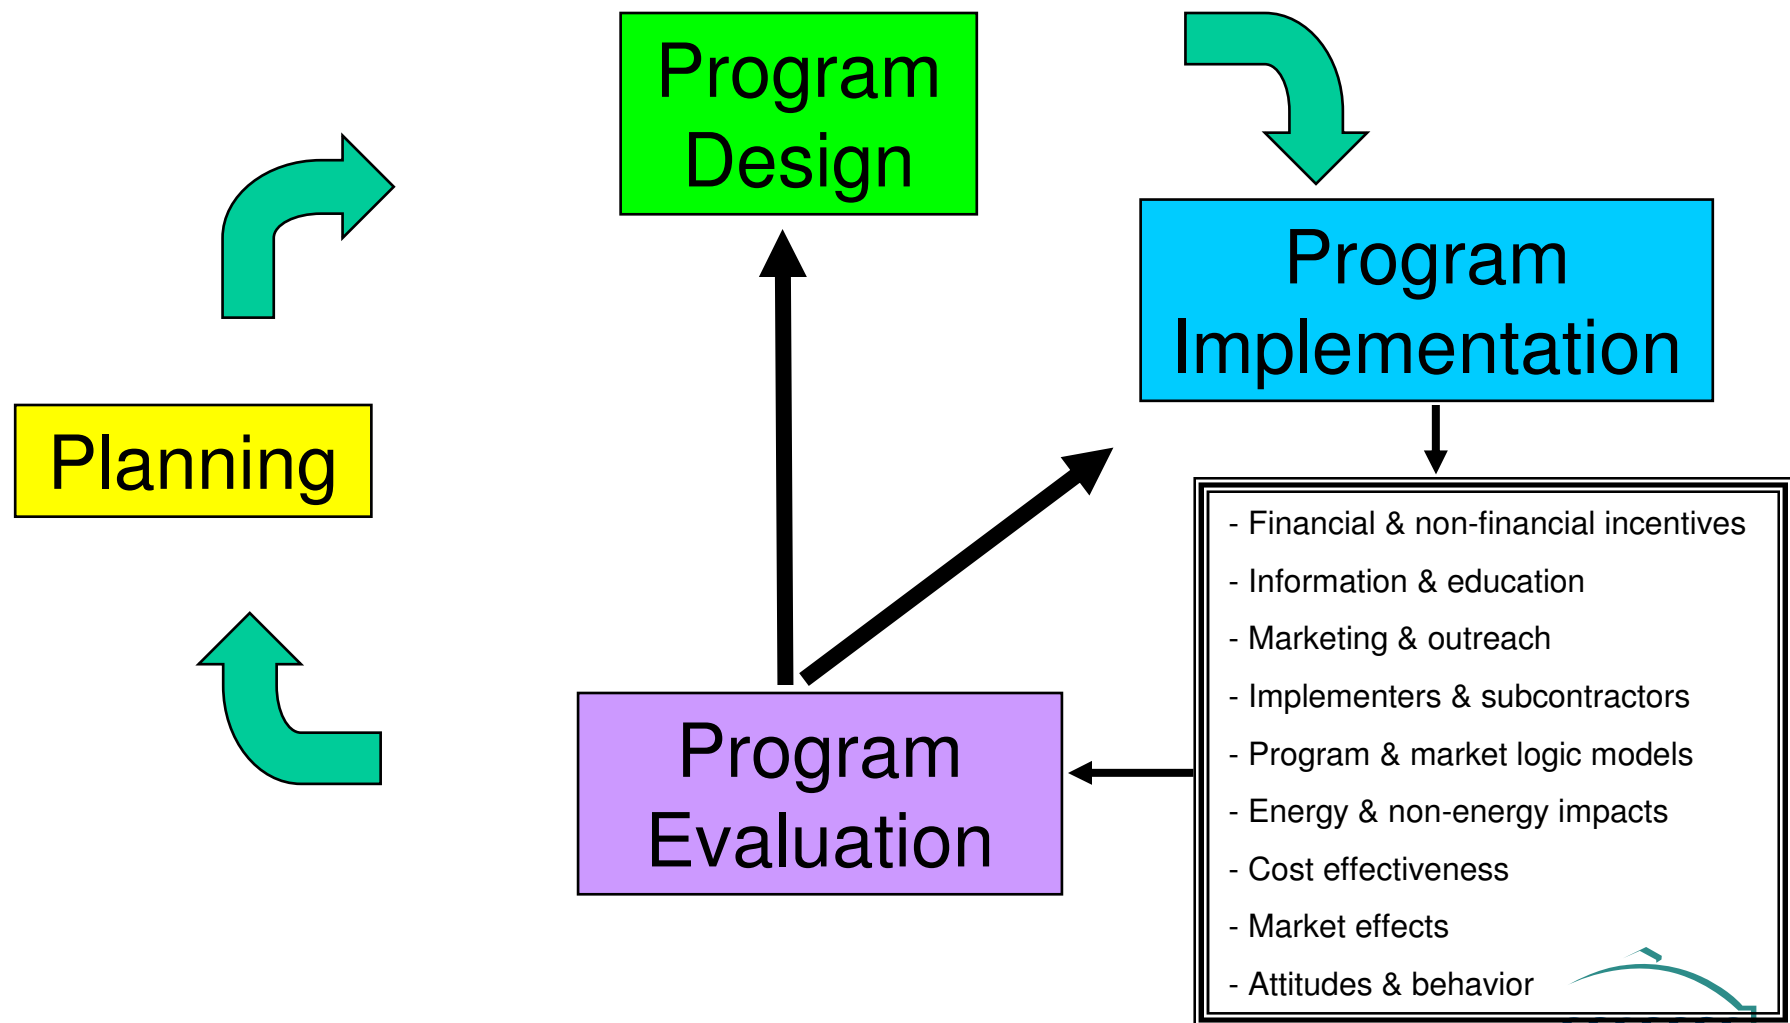 Program
Design
Program
Implementation
Planning
- Financial & non-financial incentives
- Information & education
- Marketing & outreach
- Implementers & subcontractors
- Program & market logic models
- Energy & non-energy impacts
- Cost effectiveness
- Market effects
- Attitudes & behavior
Program
Evaluation